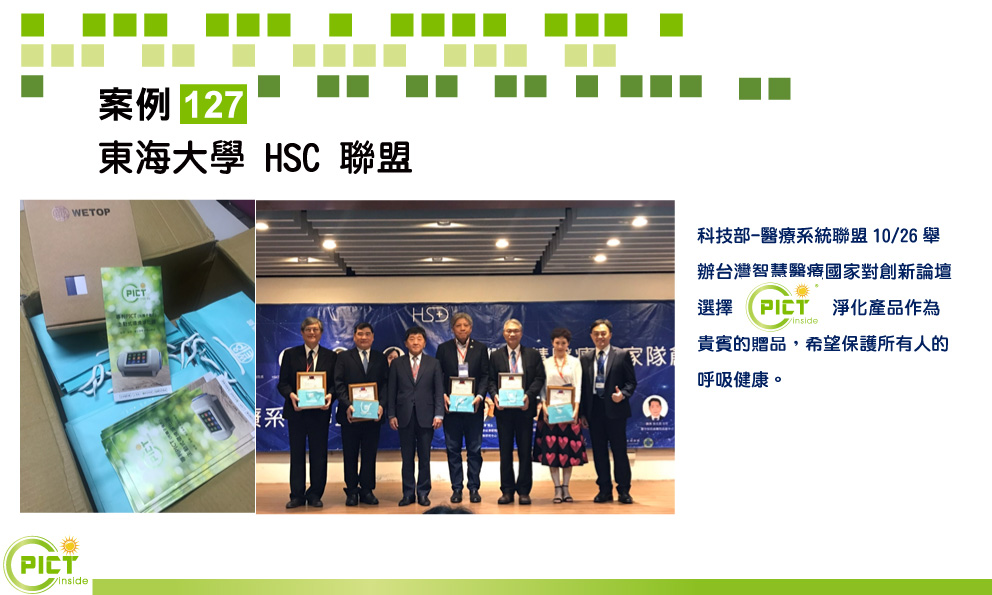 案例 127
東海大學 HSC 聯盟
WETOP
PICT
HSD
科技部-醫療系統聯盟 10/26 舉
辦台灣智慧醫療國家對創新論壇
選擇 PICT inside 淨化產品作為
貴賓的贈品，希望保護所有人的
呼吸健康。
PICT
inside